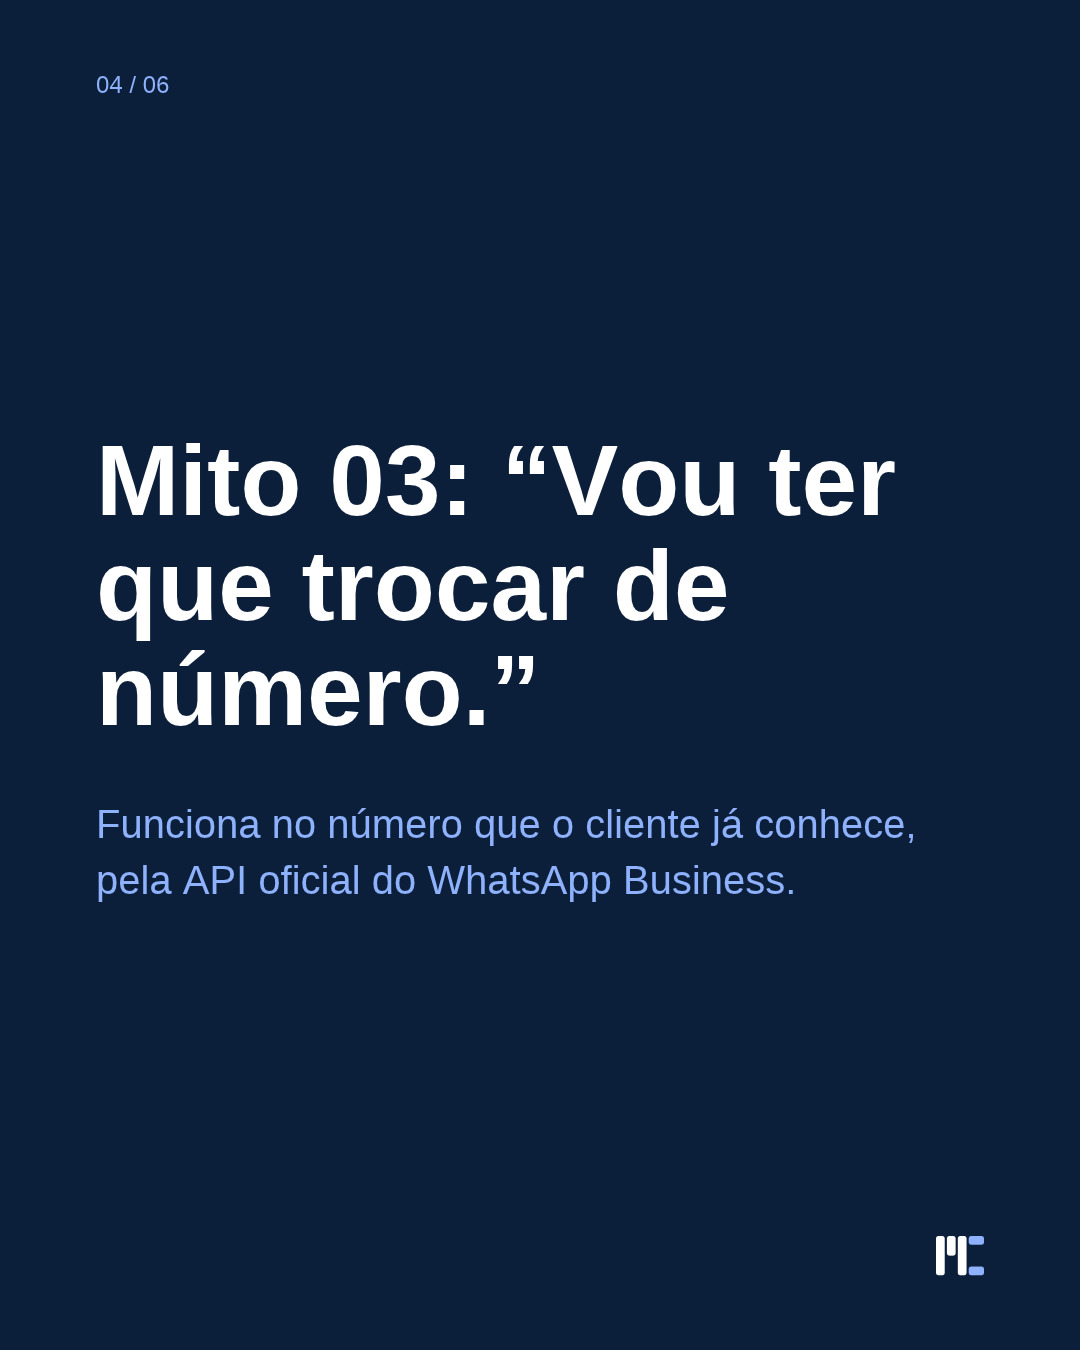 04 / 06
Mito 03: “Vou ter
que trocar de
número.”
Funciona no número que o cliente já conhece,
pela API oficial do WhatsApp Business.
MC